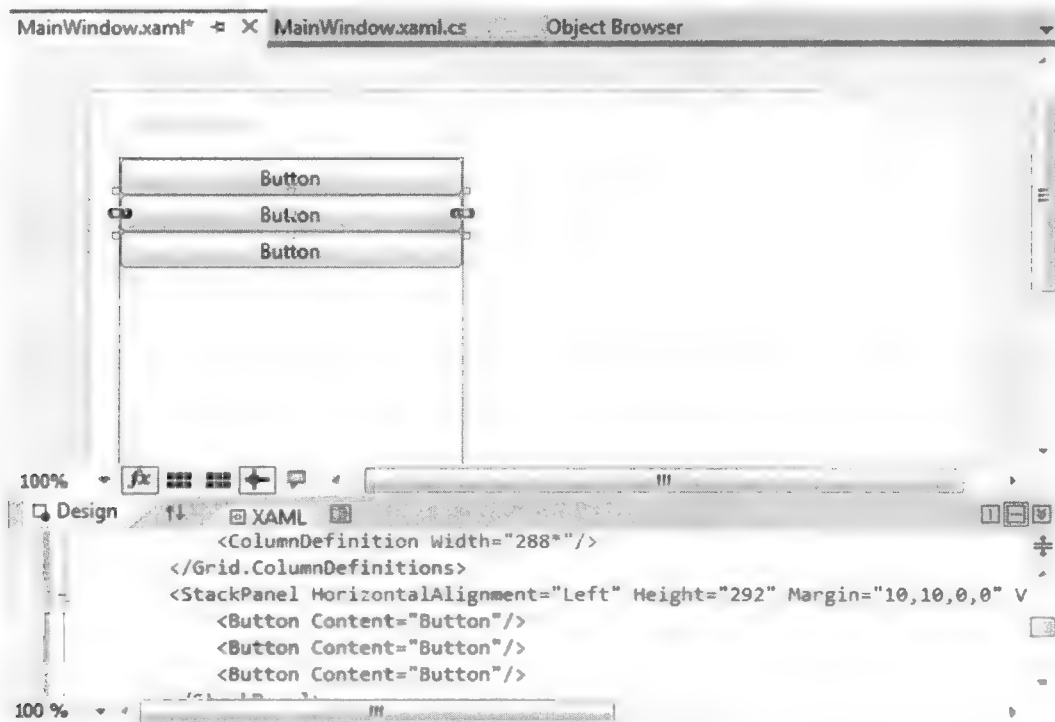 MainWindow.xaml* MainWindow.xaml.cs Object Browser
Button
Button
Button
100% fx
Design XAML
<ColumnDefinition Width="288*"/>
</Grid.ColumnDefinitions>
<StackPanel HorizontalAlignment="Left" Height="292" Margin="10,10,0,0" V
<Button Content="Button"/>
<Button Content="Button"/>
<Button Content="Button"/>
100 %